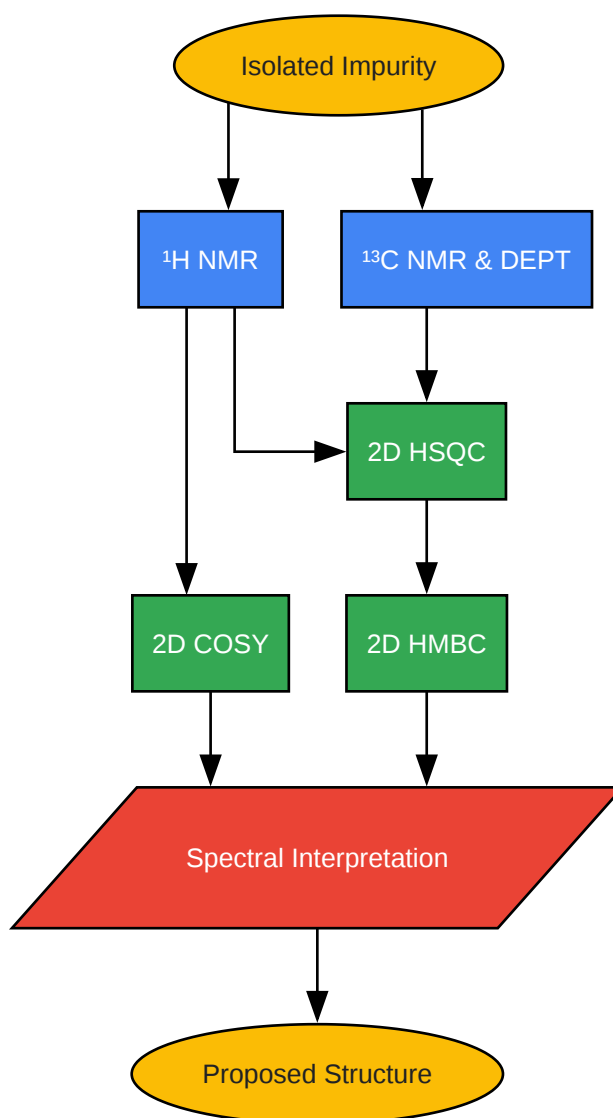 Isolated Impurity
¹H NMR
¹³C NMR & DEPT
2D HSQC
2D COSY
2D HMBC
Spectral Interpretation
Proposed Structure